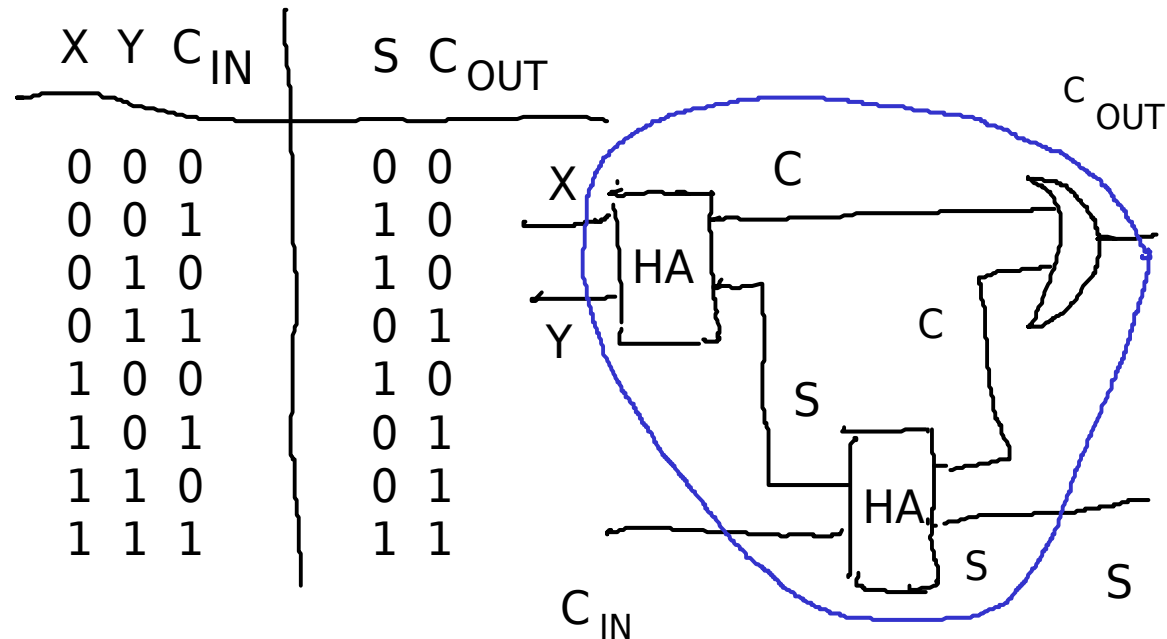 X Y C IN S C OUT
0 0 0 0 0
0 0 1 1 0
0 1 0 1 0
0 1 1 0 1
1 0 0 1 0
1 0 1 0 1
1 1 0 0 1
1 1 1 1 1
C OUT
X
C
HA
Y
C
S
HA
S
S
C IN